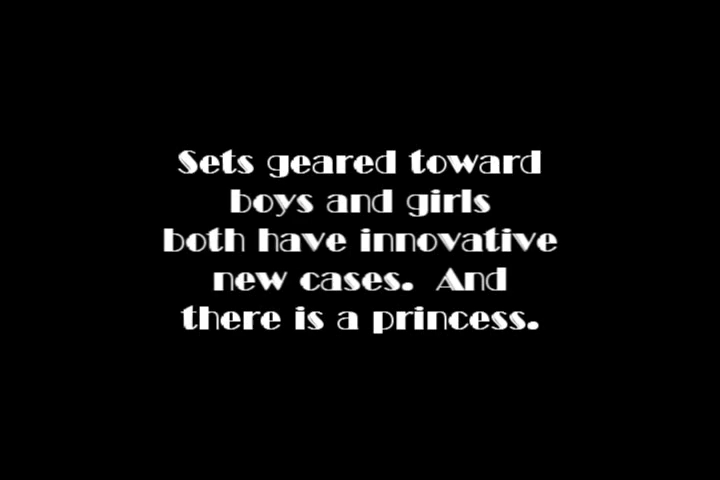 Sets geared toward
boys and girls
both have innovative
new cases.  And
there is a princess.